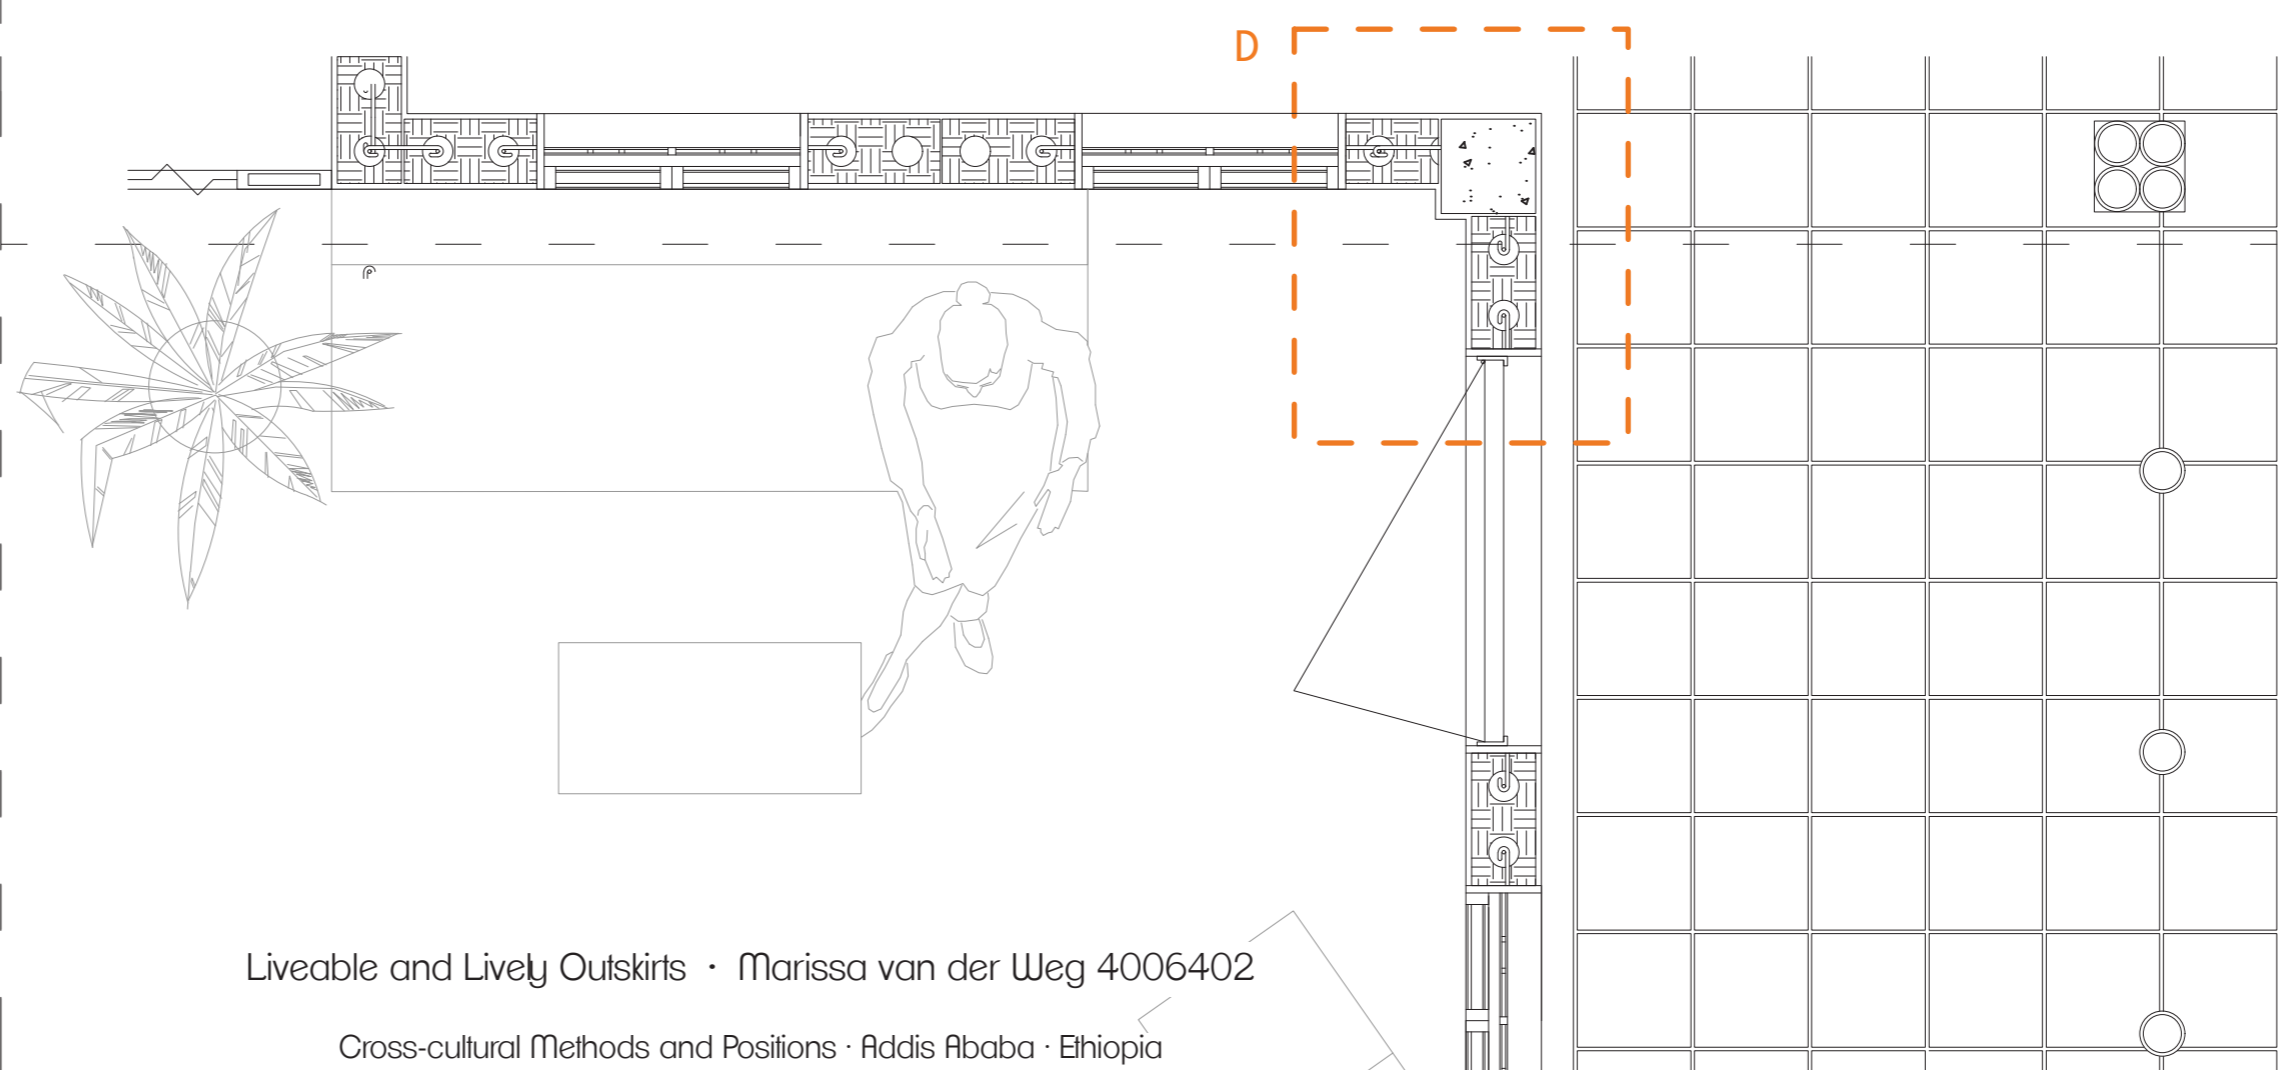 D
Liveable and Lively Outskirts · Marissa van der Weg 4006402
Cross-cultural Methods and Positions · Addis Ababa · Ethiopia